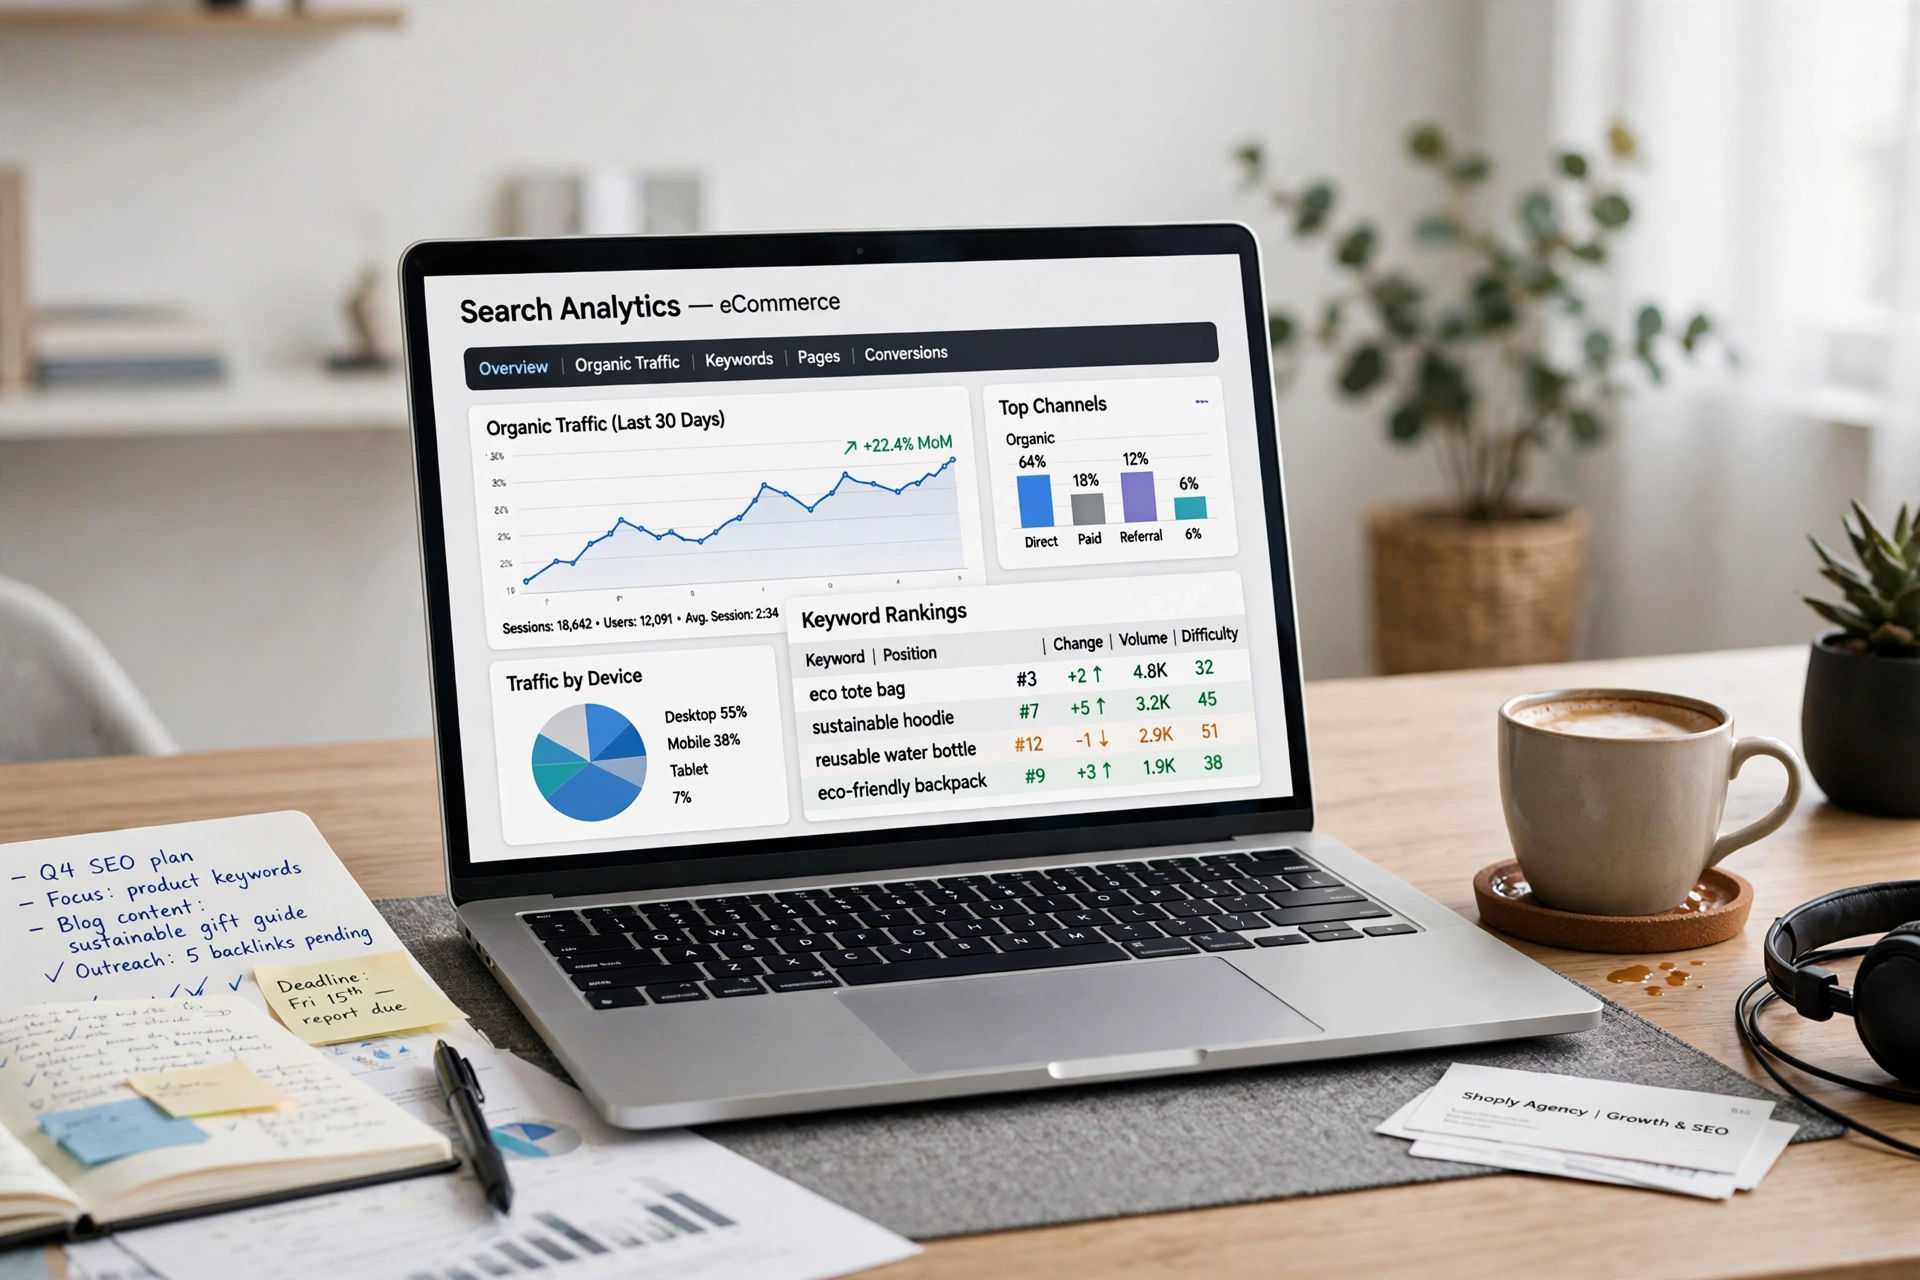 Search Analytics — eCommerce
Overview | Organic Traffic | Keywords | Pages | Conversions
Organic Traffic (Last 30 Days)
↗ +22.4% MoM
Sessions: 18,642 • Users: 12,091 • Avg. Session: 2:34
Top Channels
Organic
64% 18% 12% 6%
Direct Paid Referral 6%
Traffic by Device
Desktop 55%
Mobile 38%
Tablet
7%
Keyword Rankings
Keyword | Position | Change | Volume | Difficulty
eco tote bag #3 +2 ↑ 4.8K 32
sustainable hoodie #7 +5 ↑ 3.2K 45
reusable water bottle #12 -1 ↓ 2.9K 51
eco-friendly backpack #9 +3 ↑ 1.9K 38
– Q4 SEO plan
– Focus: product keywords
– Blog content:
sustainable gift guide
✓ Outreach: 5 backlinks pending
Deadline:
Fri 15th —
report due
Shoply Agency | Growth & SEO